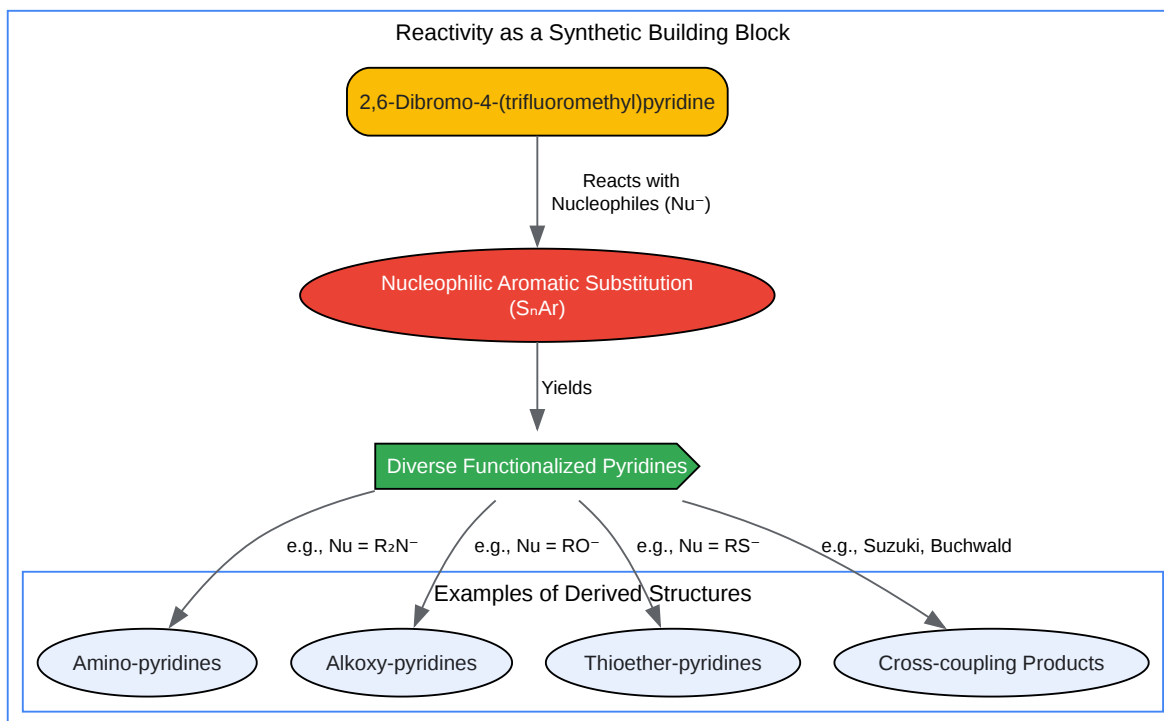 Reactivity as a Synthetic Building Block
2,6-Dibromo-4-(trifluoromethyl)pyridine
Reacts with
Nucleophiles (Nu⁻)
Nucleophilic Aromatic Substitution
(SₙAr)
Yields
Diverse Functionalized Pyridines
e.g., Nu = R₂N⁻
e.g., Nu = RO⁻
e.g., Nu = RS⁻
e.g., Suzuki, Buchwald
Examples of Derived Structures
Amino-pyridines
Alkoxy-pyridines
Thioether-pyridines
Cross-coupling Products